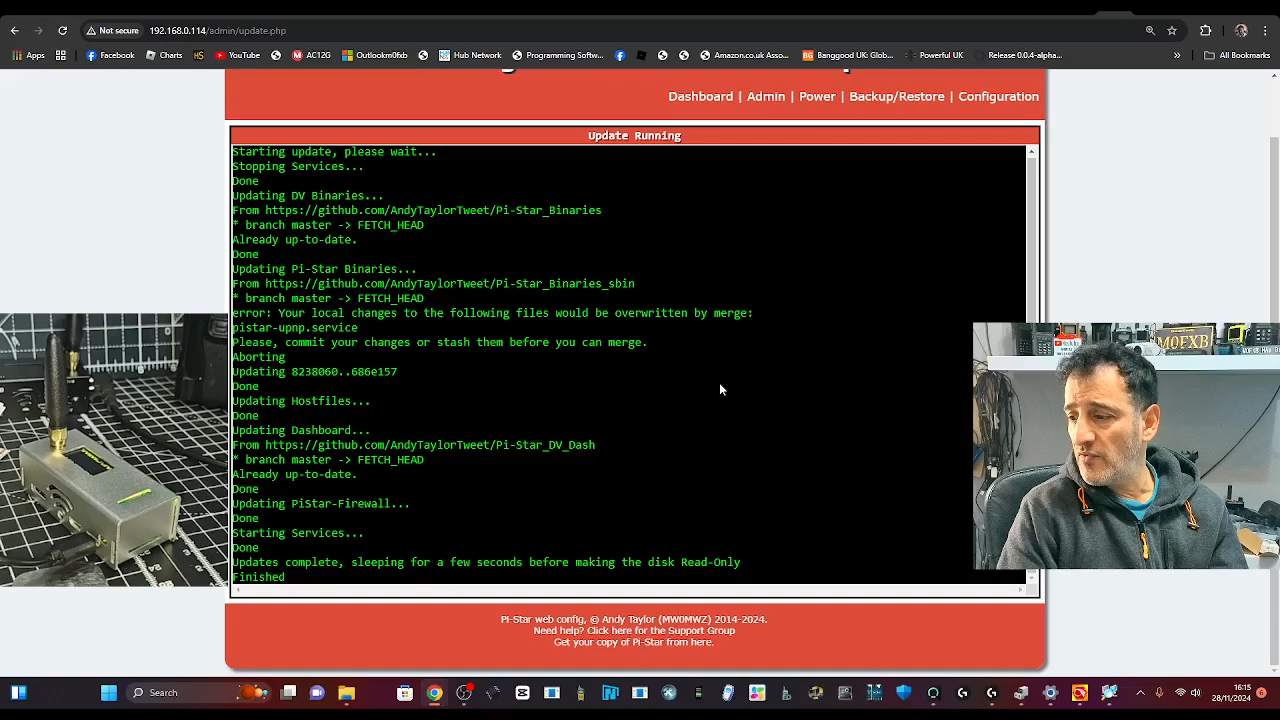 Not secure
192.168.0.114/admin/update.php
Apps
Facebook
Charts
HS
YouTube
AC12G
Outlookm0fxb
Hub Network
Programming Softw...
Amazon.co.uk Asso...
BG
Banggood UK: Glob...
Powerful UK
Release 0.0.4-alpha...
»
All Bookmarks
Dashboard | Admin | Power | Backup/Restore | Configuration
Update Running
Starting update, please wait...
Stopping Services...
Done
Updating DV Binaries...
From https://github.com/AndyTaylorTweet/Pi-Star_Binaries
* branch master -> FETCH_HEAD
Already up-to-date.
Done
Updating Pi-Star Binaries...
From https://github.com/AndyTaylorTweet/Pi-Star_Binaries_sbin
* branch master -> FETCH_HEAD
error: Your local changes to the following files would be overwritten by merge:
pistar-upnp.service
Please, commit your changes or stash them before you can merge.
Aborting
Updating 8238060..686e157
Done
Updating Hostfiles...
Done
Updating Dashboard...
From https://github.com/AndyTaylorTweet/Pi-Star_DV_Dash
* branch master -> FETCH_HEAD
Already up-to-date.
Done
Updating PiStar-Firewall...
Done
Starting Services...
Done
Updates complete, sleeping for a few seconds before making the disk Read-Only
Finished
YouTube
M0FXB
Pi-Star web config, © Andy Taylor (MW0MWZ) 2014-2024.
Need help? Click here for the Support Group
Get your copy of Pi-Star from here.
Search
16:15
28/11/2024